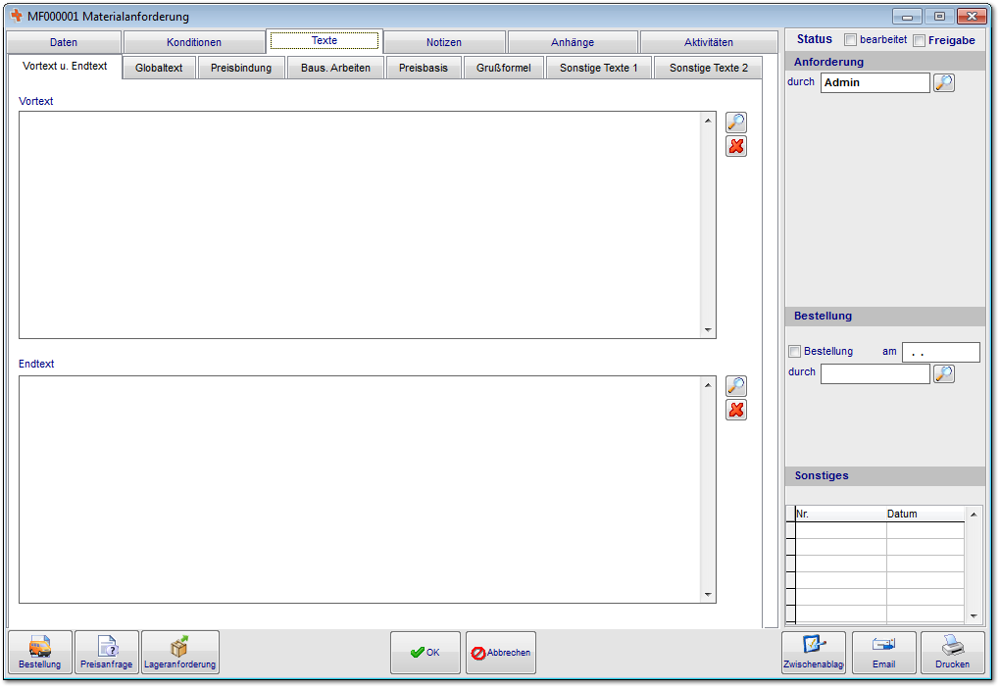 MF000001 Materialanforderung
Daten Konditionen Texte Notizen Anhänge Aktivitäten
Vortext u. Endtext Globaltext Preisbindung Baus. Arbeiten Preisbasis Grußformel Sonstige Texte 1 Sonstige Texte 2
Vortext
Endtext
Status bearbeitet Freigabe
Anforderung
durch Admin
Bestellung
Bestellung am . .
durch
Sonstiges
Nr. Datum
Bestellung Preisanfrage Lageranforderung OK Abbrechen Zwischenablag Email Drucken